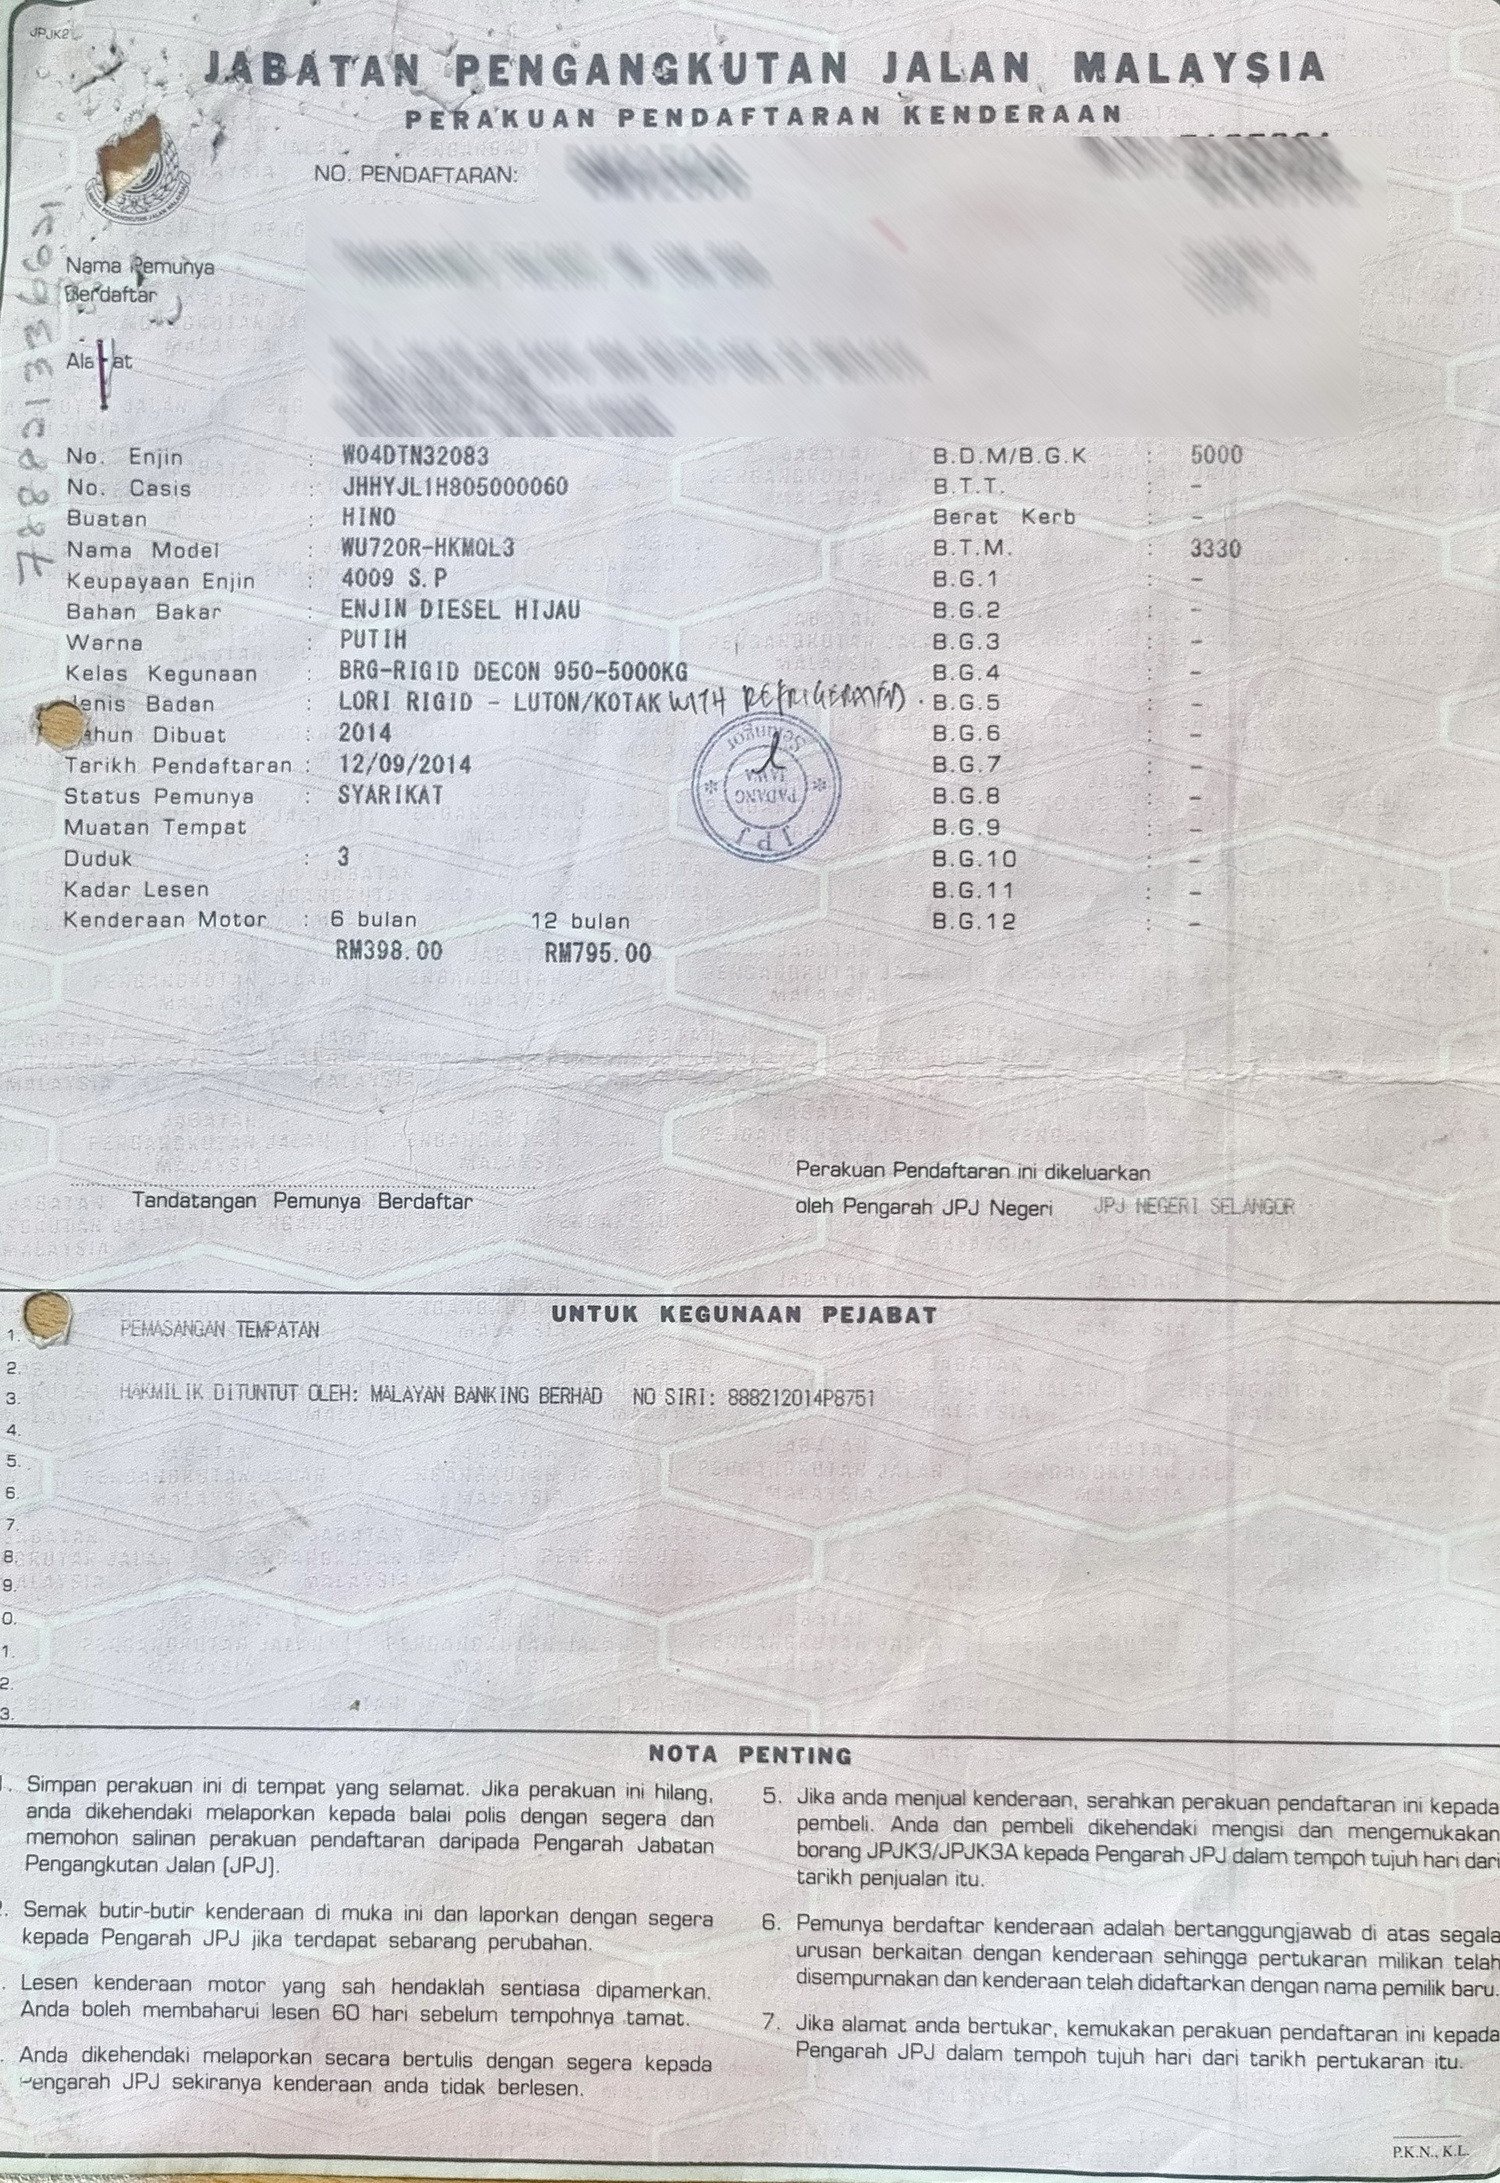 JPJK2
JABATAN PENGANGKUTAN JALAN MALAYSIA
PERAKUAN PENDAFTARAN KENDERAAN
NO. PENDAFTARAN:
Nama Pemunya
Berdaftar
Alamat
No. Enjin : W04DTN32083
No. Casis : JHHYJL1H805000060
Buatan : HINO
Nama Model : WU720R-HKMQL3
Keupayaan Enjin : 4009 S.P
Bahan Bakar : ENJIN DIESEL HIJAU
Warna : PUTIH
Kelas Kegunaan : BRG-RIGID DECON 950-5000KG
Jenis Badan : LORI RIGID - LUTON/KOTAK WITH REFRIGERATED
Tahun Dibuat : 2014
Tarikh Pendaftaran : 12/09/2014
Status Pemunya : SYARIKAT
Muatan Tempat
Duduk : 3
Kadar Lesen
Kenderaan Motor : 6 bulan 12 bulan
RM398.00 RM795.00
B.D.M/B.G.K : 5000
B.T.T. : -
Berat Kerb : -
B.T.M. : 3330
B.G.1 : -
B.G.2 : -
B.G.3 : -
B.G.4 : -
B.G.5 : -
B.G.6 : -
B.G.7 : -
B.G.8 : -
B.G.9 : -
B.G.10 : -
B.G.11 : -
B.G.12 : -
JPJ
PADANG
JAWA
Selangor
Tandatangan Pemunya Berdaftar
Perakuan Pendaftaran ini dikeluarkan
oleh Pengarah JPJ Negeri JPJ NEGERI SELANGOR
UNTUK KEGUNAAN PEJABAT
1. PEMASANGAN TEMPATAN
2.
3. HAKMILIK DITUNTUT OLEH: MALAYAN BANKING BERHAD NO SIRI: 888212014P8751
4.
5.
6.
7.
8.
9.
0.
1.
2.
3.
NOTA PENTING
. Simpan perakuan ini di tempat yang selamat. Jika perakuan ini hilang,
anda dikehendaki melaporkan kepada balai polis dengan segera dan
memohon salinan perakuan pendaftaran daripada Pengarah Jabatan
Pengangkutan Jalan (JPJ).
. Semak butir-butir kenderaan di muka ini dan laporkan dengan segera
kepada Pengarah JPJ jika terdapat sebarang perubahan.
. Lesen kenderaan motor yang sah hendaklah sentiasa dipamerkan.
Anda boleh membaharui lesen 60 hari sebelum tempohnya tamat.
. Anda dikehendaki melaporkan secara bertulis dengan segera kepada
Pengarah JPJ sekiranya kenderaan anda tidak berlesen.
5. Jika anda menjual kenderaan, serahkan perakuan pendaftaran ini kepada
pembeli. Anda dan pembeli dikehendaki mengisi dan mengemukakan
borang JPJK3/JPJK3A kepada Pengarah JPJ dalam tempoh tujuh hari dari
tarikh penjualan itu.
6. Pemunya berdaftar kenderaan adalah bertanggungjawab di atas segala
urusan berkaitan dengan kenderaan sehingga pertukaran milikan telah
disempurnakan dan kenderaan telah didaftarkan dengan nama pemilik baru.
7. Jika alamat anda bertukar, kemukakan perakuan pendaftaran ini kepada
Pengarah JPJ dalam tempoh tujuh hari dari tarikh pertukaran itu.
P.K.N., K.L.